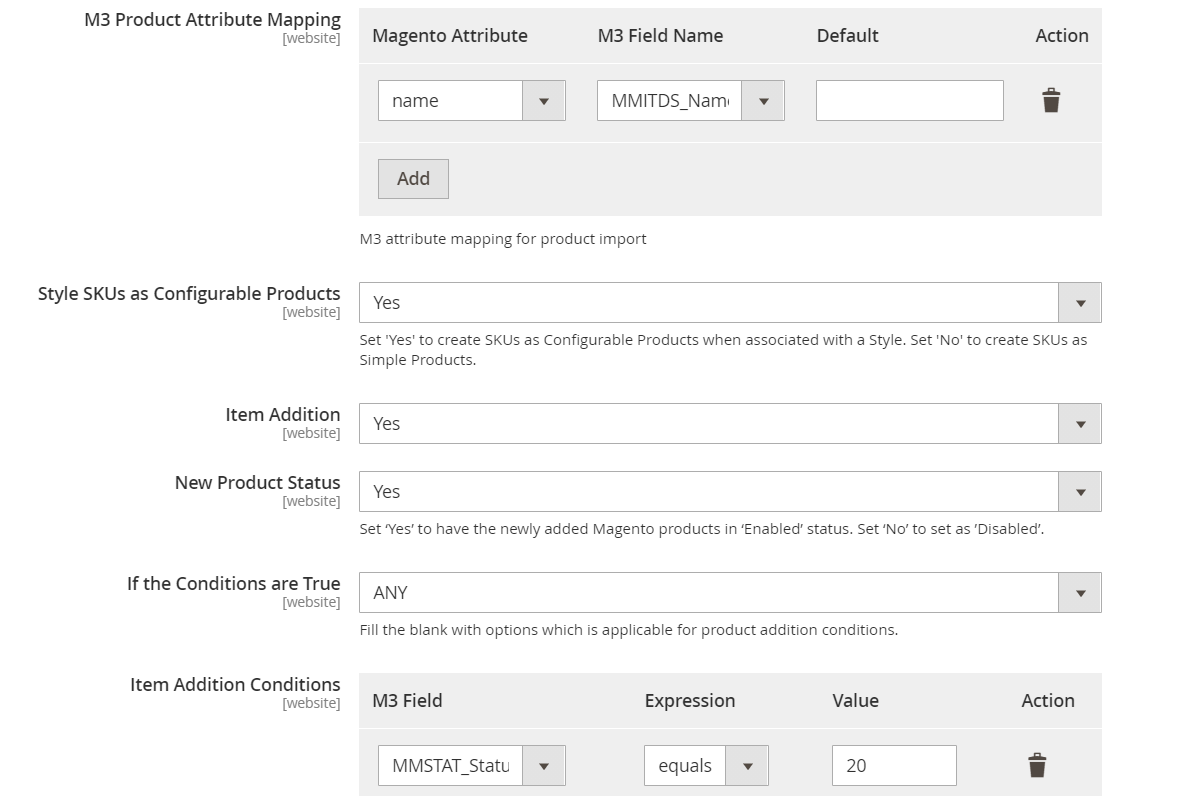 M3 Product Attribute Mapping
[website]
Magento Attribute M3 Field Name Default Action
name MMITDS_Nam
Add
M3 attribute mapping for product import
Style SKUs as Configurable Products
[website]
Yes
Set 'Yes' to create SKUs as Configurable Products when associated with a Style. Set 'No' to create SKUs as
Simple Products.
Item Addition
[website]
Yes
New Product Status
[website]
Yes
Set ‘Yes’ to have the newly added Magento products in ‘Enabled’ status. Set ‘No’ to set as ’Disabled’.
If the Conditions are True
[website]
ANY
Fill the blank with options which is applicable for product addition conditions.
Item Addition Conditions
[website]
M3 Field Expression Value Action
MMSTAT_Statu equals 20